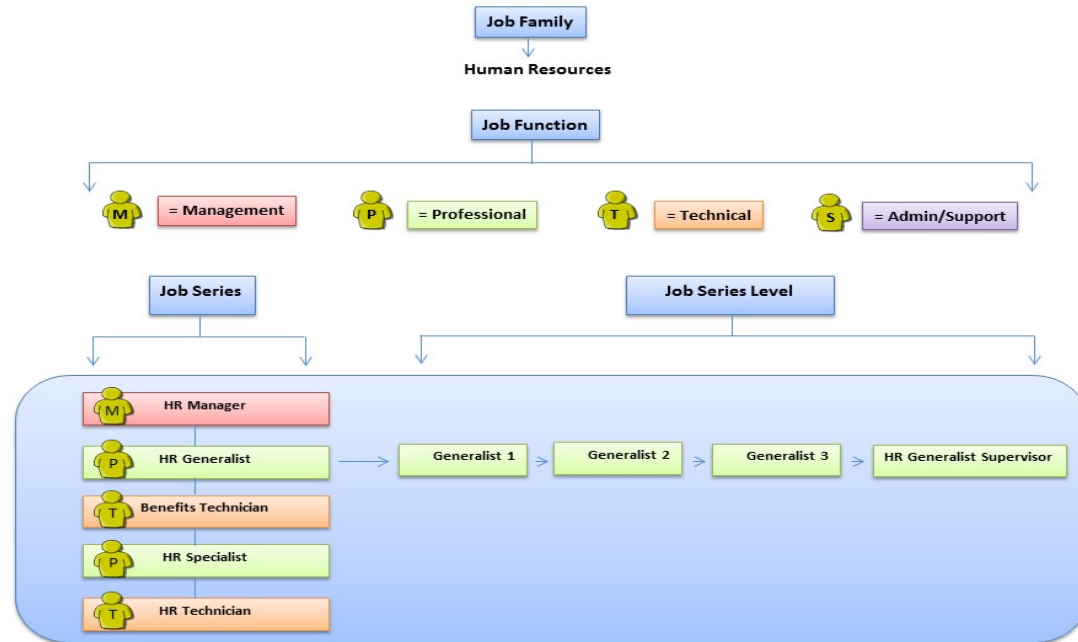 Job Family
Human Resources
Job Function
M = Management
P = Professional
T = Technical
S = Admin/Support
Job Series
Job Series Level
M HR Manager
P HR Generalist
Generalist 1
Generalist 2
Generalist 3
HR Generalist Supervisor
T Benefits Technician
P HR Specialist
T HR Technician